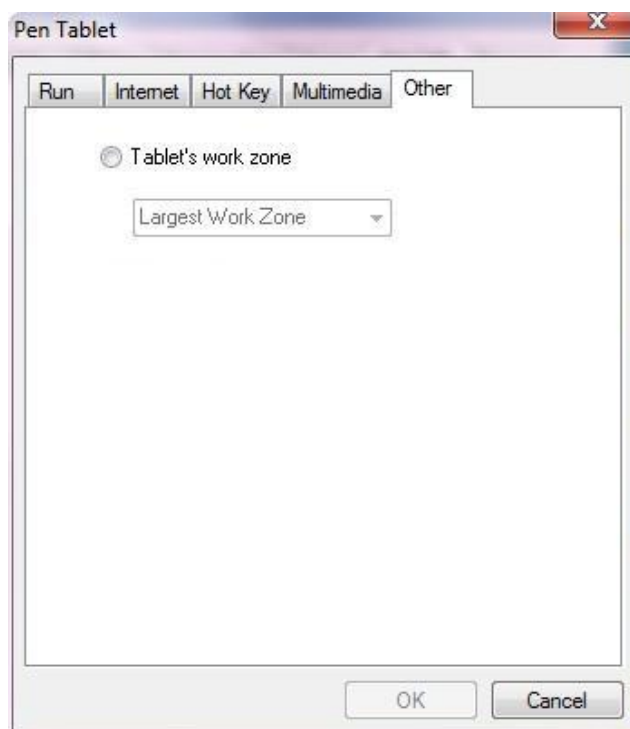 Pen Tablet
Run Internet Hot Key Multimedia Other
Tablet's work zone
Largest Work Zone
OK Cancel